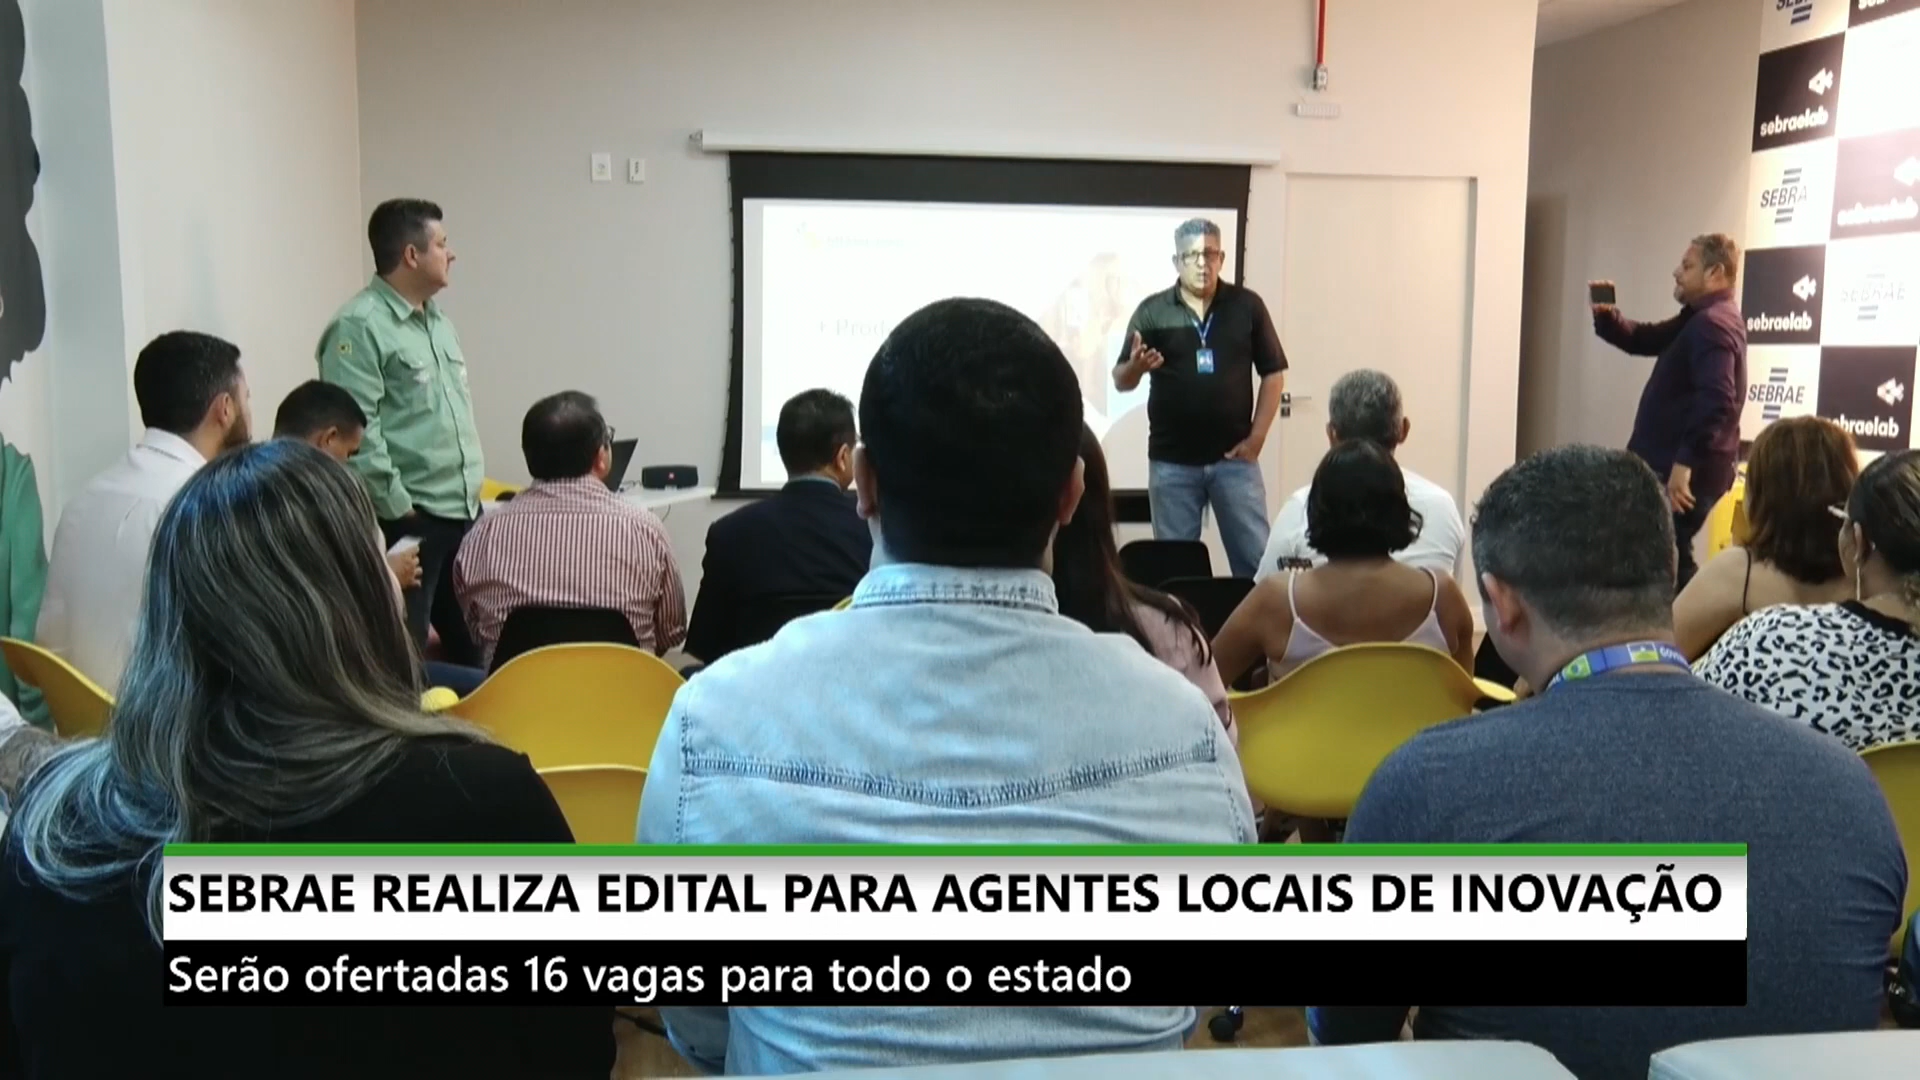 sebraelab
SEBRAE
sebraelab
sebraelab
SEBRAE
SEBRAE
sebraelab
+ Prod
SEBRAE REALIZA EDITAL PARA AGENTES LOCAIS DE INOVAÇÃO
Serão ofertadas 16 vagas para todo o estado